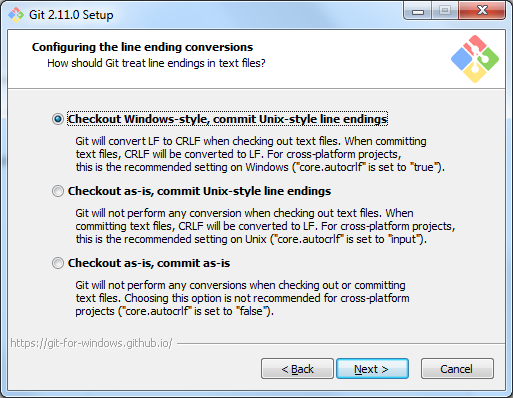 Git 2.11.0 Setup
Configuring the line ending conversions
How should Git treat line endings in text files?
Checkout Windows-style, commit Unix-style line endings
Git will convert LF to CRLF when checking out text files. When committing
text files, CRLF will be converted to LF. For cross-platform projects,
this is the recommended setting on Windows ("core.autocrlf" is set to "true").
Checkout as-is, commit Unix-style line endings
Git will not perform any conversion when checking out text files. When
committing text files, CRLF will be converted to LF. For cross-platform projects,
this is the recommended setting on Unix ("core.autocrlf" is set to "input").
Checkout as-is, commit as-is
Git will not perform any conversions when checking out or committing
text files. Choosing this option is not recommended for cross-platform
projects ("core.autocrlf" is set to "false").
https://git-for-windows.github.io/
< Back
Next >
Cancel